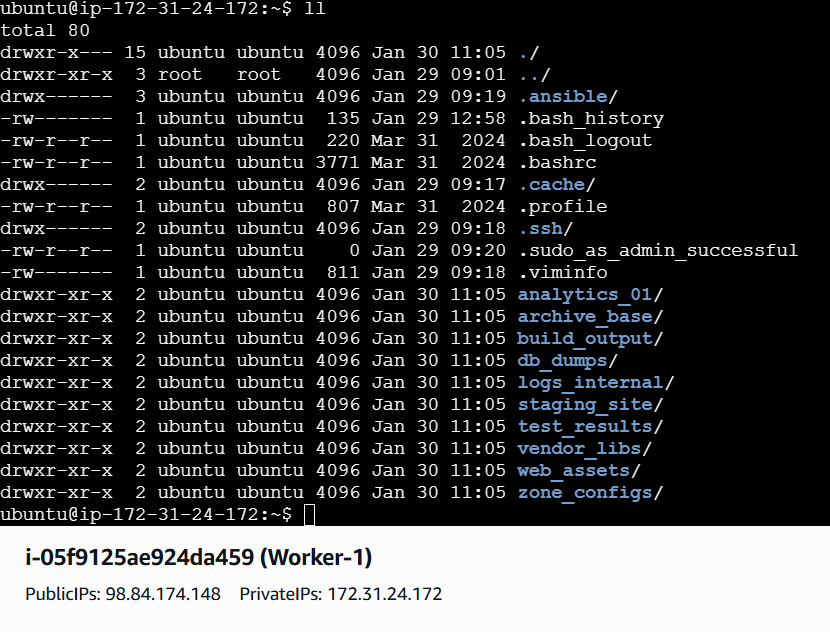 ubuntu@ip-172-31-24-172:~$ ll
total 80
drwxr-x--- 15 ubuntu ubuntu 4096 Jan 30 11:05 ./
drwxr-xr-x  3 root   root   4096 Jan 29 09:01 ../
drwx------  3 ubuntu ubuntu 4096 Jan 29 09:19 .ansible/
-rw-------  1 ubuntu ubuntu  135 Jan 29 12:58 .bash_history
-rw-r--r--  1 ubuntu ubuntu  220 Mar 31  2024 .bash_logout
-rw-r--r--  1 ubuntu ubuntu 3771 Mar 31  2024 .bashrc
drwx------  2 ubuntu ubuntu 4096 Jan 29 09:17 .cache/
-rw-r--r--  1 ubuntu ubuntu  807 Mar 31  2024 .profile
drwx------  2 ubuntu ubuntu 4096 Jan 29 09:18 .ssh/
-rw-r--r--  1 ubuntu ubuntu    0 Jan 29 09:20 .sudo_as_admin_successful
-rw-------  1 ubuntu ubuntu  811 Jan 29 09:18 .viminfo
drwxr-xr-x  2 ubuntu ubuntu 4096 Jan 30 11:05 analytics_01/
drwxr-xr-x  2 ubuntu ubuntu 4096 Jan 30 11:05 archive_base/
drwxr-xr-x  2 ubuntu ubuntu 4096 Jan 30 11:05 build_output/
drwxr-xr-x  2 ubuntu ubuntu 4096 Jan 30 11:05 db_dumps/
drwxr-xr-x  2 ubuntu ubuntu 4096 Jan 30 11:05 logs_internal/
drwxr-xr-x  2 ubuntu ubuntu 4096 Jan 30 11:05 staging_site/
drwxr-xr-x  2 ubuntu ubuntu 4096 Jan 30 11:05 test_results/
drwxr-xr-x  2 ubuntu ubuntu 4096 Jan 30 11:05 vendor_libs/
drwxr-xr-x  2 ubuntu ubuntu 4096 Jan 30 11:05 web_assets/
drwxr-xr-x  2 ubuntu ubuntu 4096 Jan 30 11:05 zone_configs/
ubuntu@ip-172-31-24-172:~$
i-05f9125ae924da459 (Worker-1)
PublicIPs: 98.84.174.148 PrivateIPs: 172.31.24.172